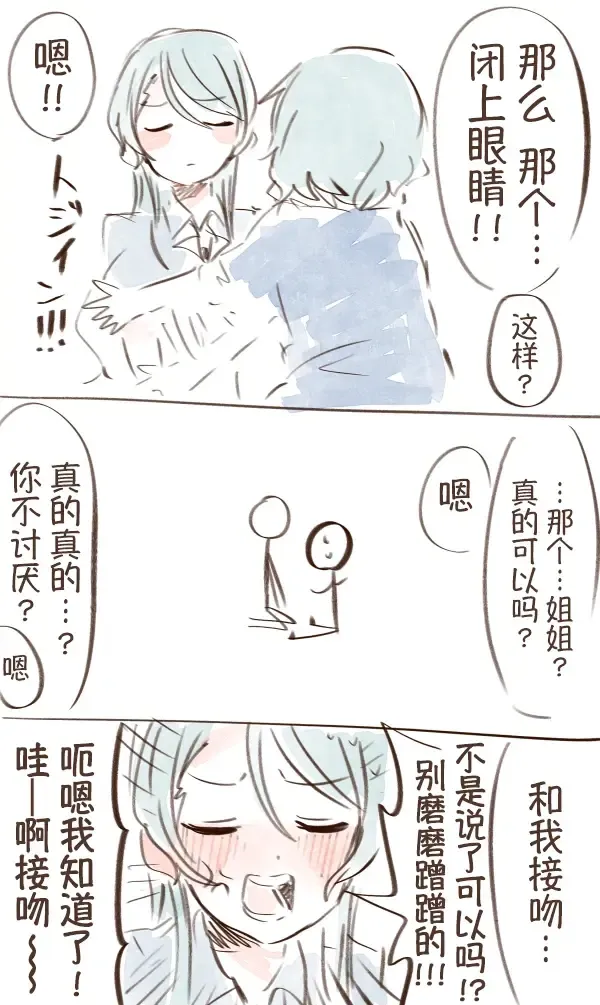 那么 那个…
闭上眼睛!!
这样?
嗯!!
トジイン!!!
…那个…姐姐?
真的可以吗?
嗯
真的真的…?
你不讨厌?
嗯
和我接吻…
不是说了可以吗!?
别磨磨蹭蹭的!!!
呃嗯我知道了!
哇ー啊接吻~~~